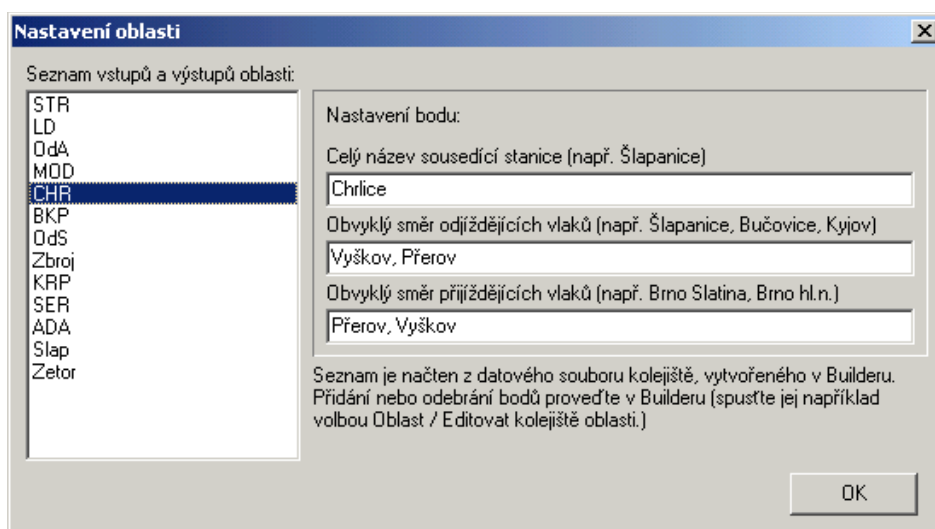 Nastavení oblasti
Seznam vstupů a výstupů oblasti:
STR
LD
OdA
MOD
CHR
BKP
OdS
Zbroj
KRP
SER
ADA
Slap
Zetor
Nastavení bodu:
Celý název sousedící stanice (např. Šlapanice)
Chrlice
Obvyklý směr odjíždějících vlaků (např. Šlapanice, Bučovice, Kyjov)
Vyškov, Přerov
Obvyklý směr přijíždějících vlaků (např. Brno Slatina, Brno hl.n.)
Přerov, Vyškov
Seznam je načten z datového souboru kolejiště, vytvořeného v Builderu.
Přidání nebo odebrání bodů proveďte v Builderu (spusťte jej například
volbou Oblast / Editovat kolejiště oblasti.)
OK